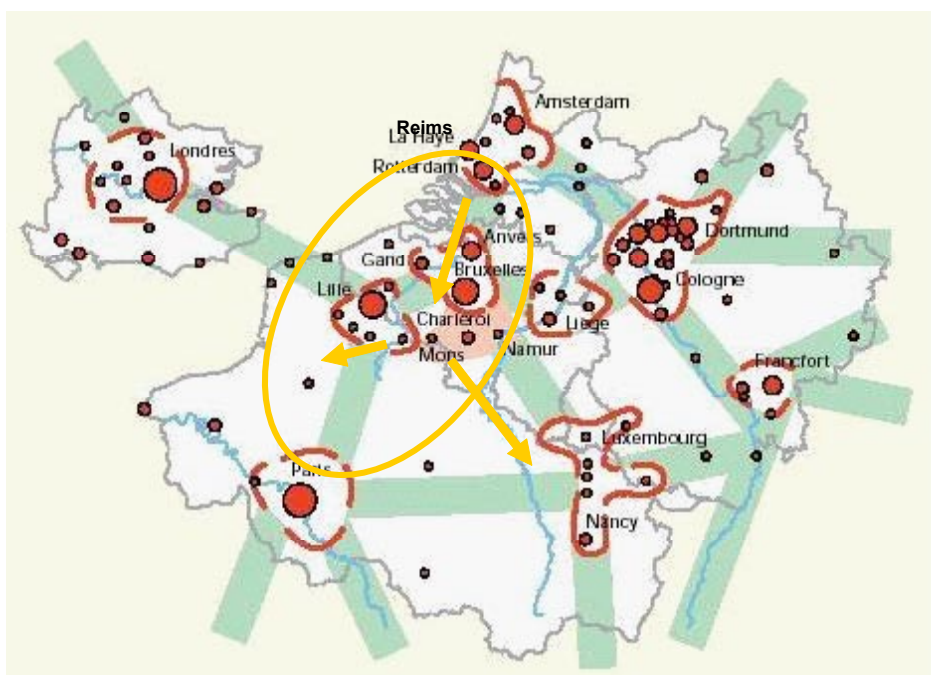 Amsterdam
Reims
La Haye
Londres
Rotterdam
Dortmund
Anvers
Gand
Bruxelles
Cologne
Lille
Charleroi
Liège
Mons
Namur
Francfort
Luxembourg
Paris
Nancy